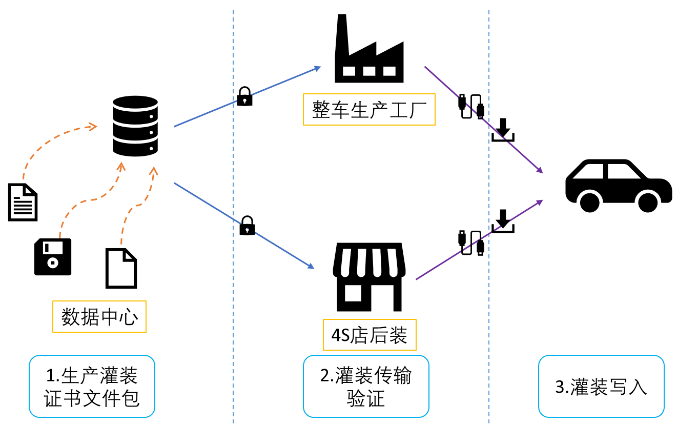 整车生产工厂
数据中心
4S店后装
1.生产灌装
证书文件包
2.灌装传输
验证
3.灌装写入